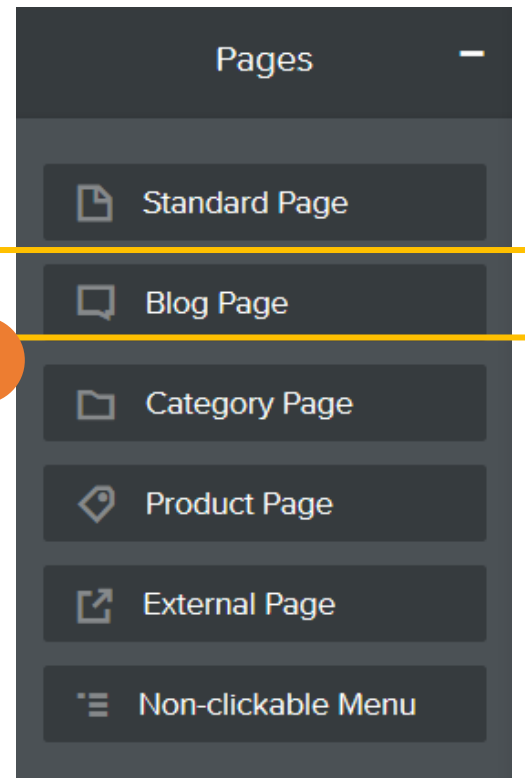 Pages
Standard Page
Blog Page
Category Page
Product Page
External Page
Non-clickable Menu